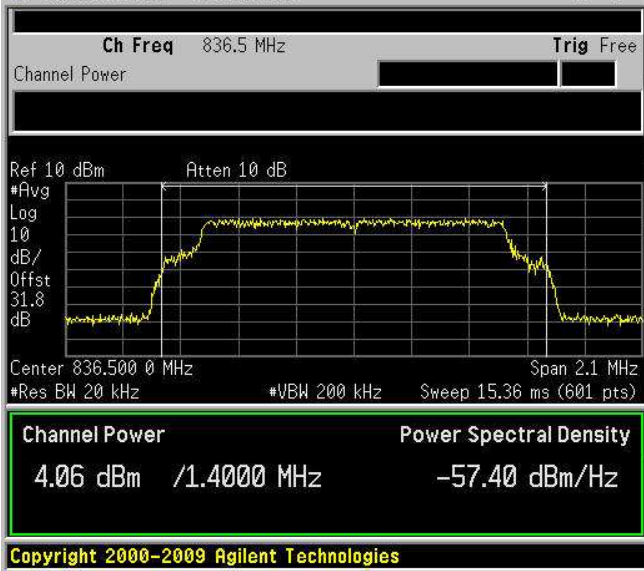 Ch Freq 836.5 MHz Trig Free
Channel Power
Ref 10 dBm Atten 10 dB
#Avg
Log
10
dB/
Offst
31.8
dB
Center 836.500 0 MHz Span 2.1 MHz
#Res BW 20 kHz #VBW 200 kHz Sweep 15.36 ms (601 pts)
Channel Power Power Spectral Density
4.06 dBm /1.4000 MHz -57.40 dBm/Hz
Copyright 2000-2009 Agilent Technologies